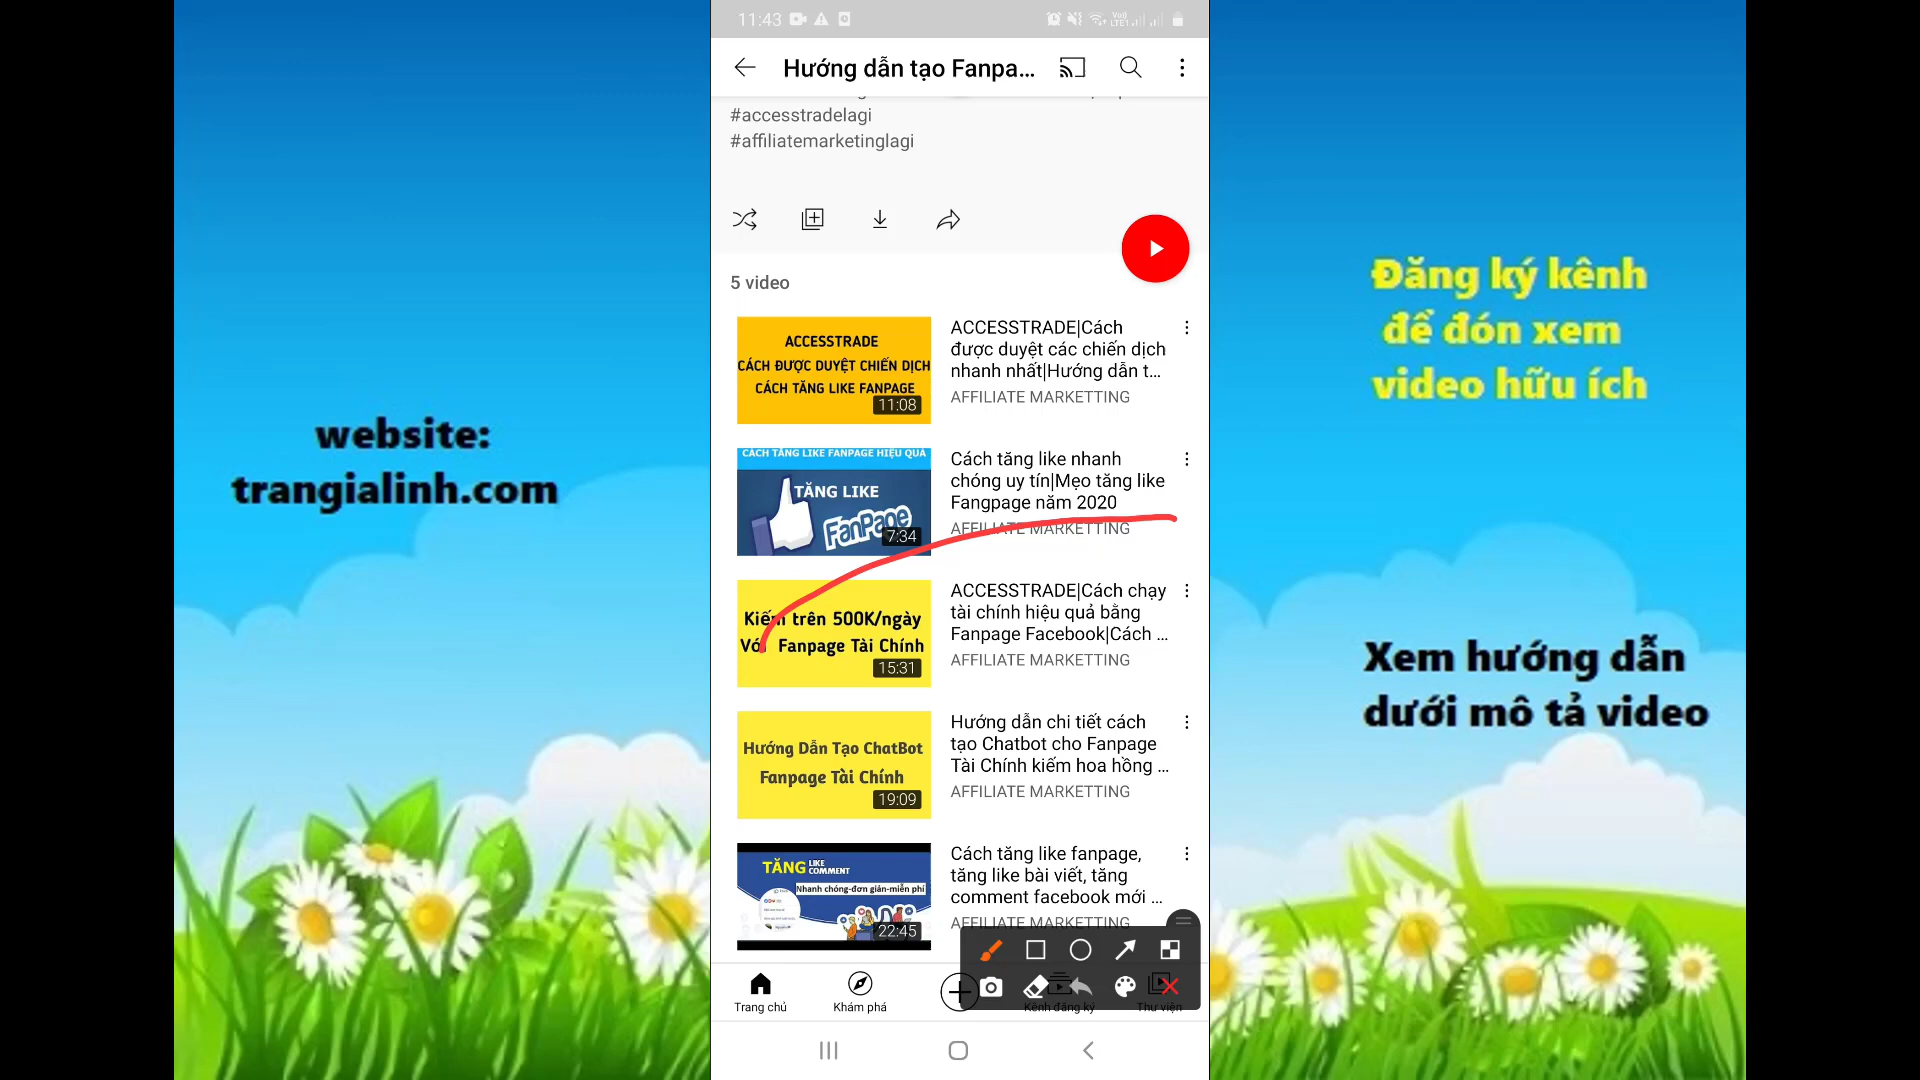 11:43
Hướng dẫn tạo Fanpa...
#accesstradelagi
#affiliatemarketinglagi
5 video
ACCESSTRADE
CÁCH ĐƯỢC DUYỆT CHIẾN DỊCH
CÁCH TĂNG LIKE FANPAGE
11:08
ACCESSTRADE|Cách
được duyệt các chiến dịch
nhanh nhất|Hướng dẫn t...
AFFILIATE MARKETTING
CÁCH TĂNG LIKE FANPAGE HIỆU QUẢ
TĂNG LIKE
FanPage
7:34
Cách tăng like nhanh
chóng uy tín|Mẹo tăng like
Fangpage năm 2020
AFFILIATE MARKETTING
Kiếm trên 500K/ngày
Với Fanpage Tài Chính
15:31
ACCESSTRADE|Cách chạy
tài chính hiệu quả bằng
Fanpage Facebook|Cách ...
AFFILIATE MARKETTING
Hướng Dẫn Tạo ChatBot
Fanpage Tài Chính
19:09
Hướng dẫn chi tiết cách
tạo Chatbot cho Fanpage
Tài Chính kiếm hoa hồng ...
AFFILIATE MARKETTING
TĂNG LIKE
COMMENT
Nhanh chóng-đơn giản-miễn phí
22:45
Cách tăng like fanpage,
tăng like bài viết, tăng
comment facebook mới ...
AFFILIATE MARKETTING
Trang chủ
Khám phá
Kênh đăng ký
Thư viện
website:
trangialinh.com
Đăng ký kênh
để đón xem
video hữu ích
Xem hướng dẫn
dưới mô tả video